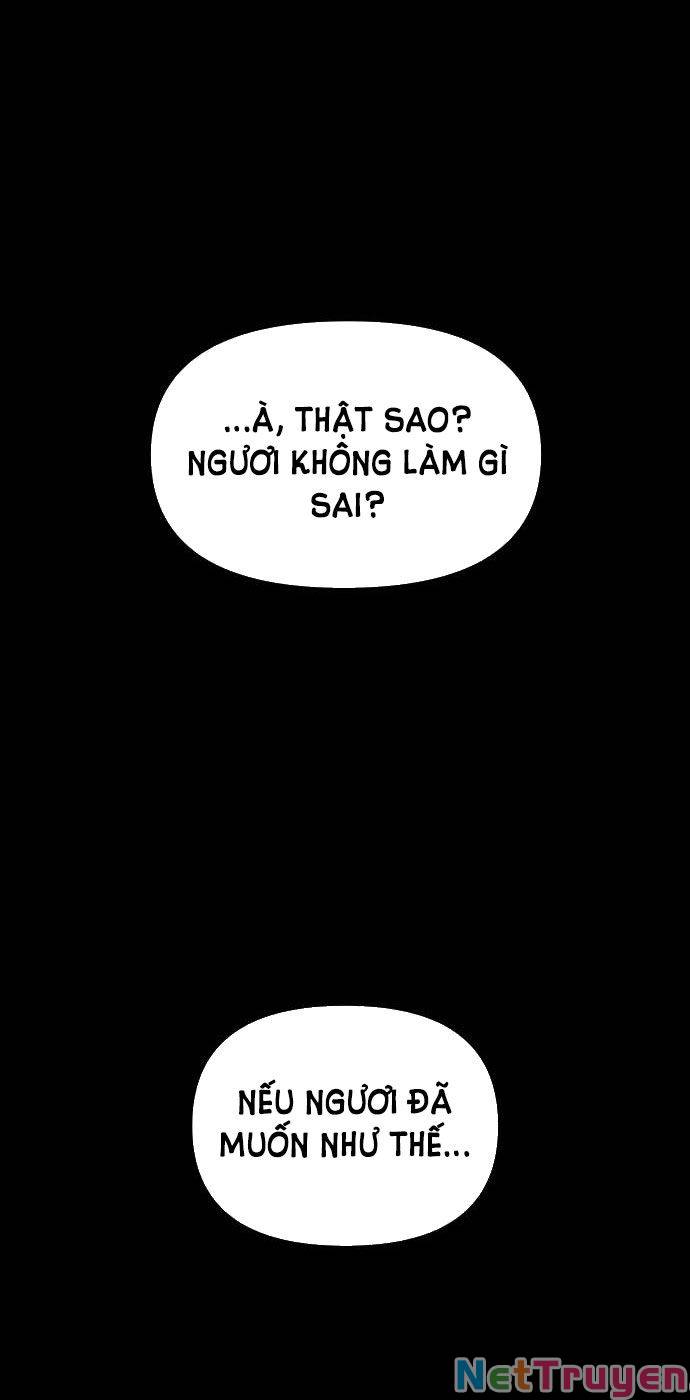 ...À, THẬT SAO?
NGƯƠI KHÔNG LÀM GÌ
SAI?
NẾU NGƯƠI ĐÃ
MUỐN NHƯ THẾ...
NetTruyen